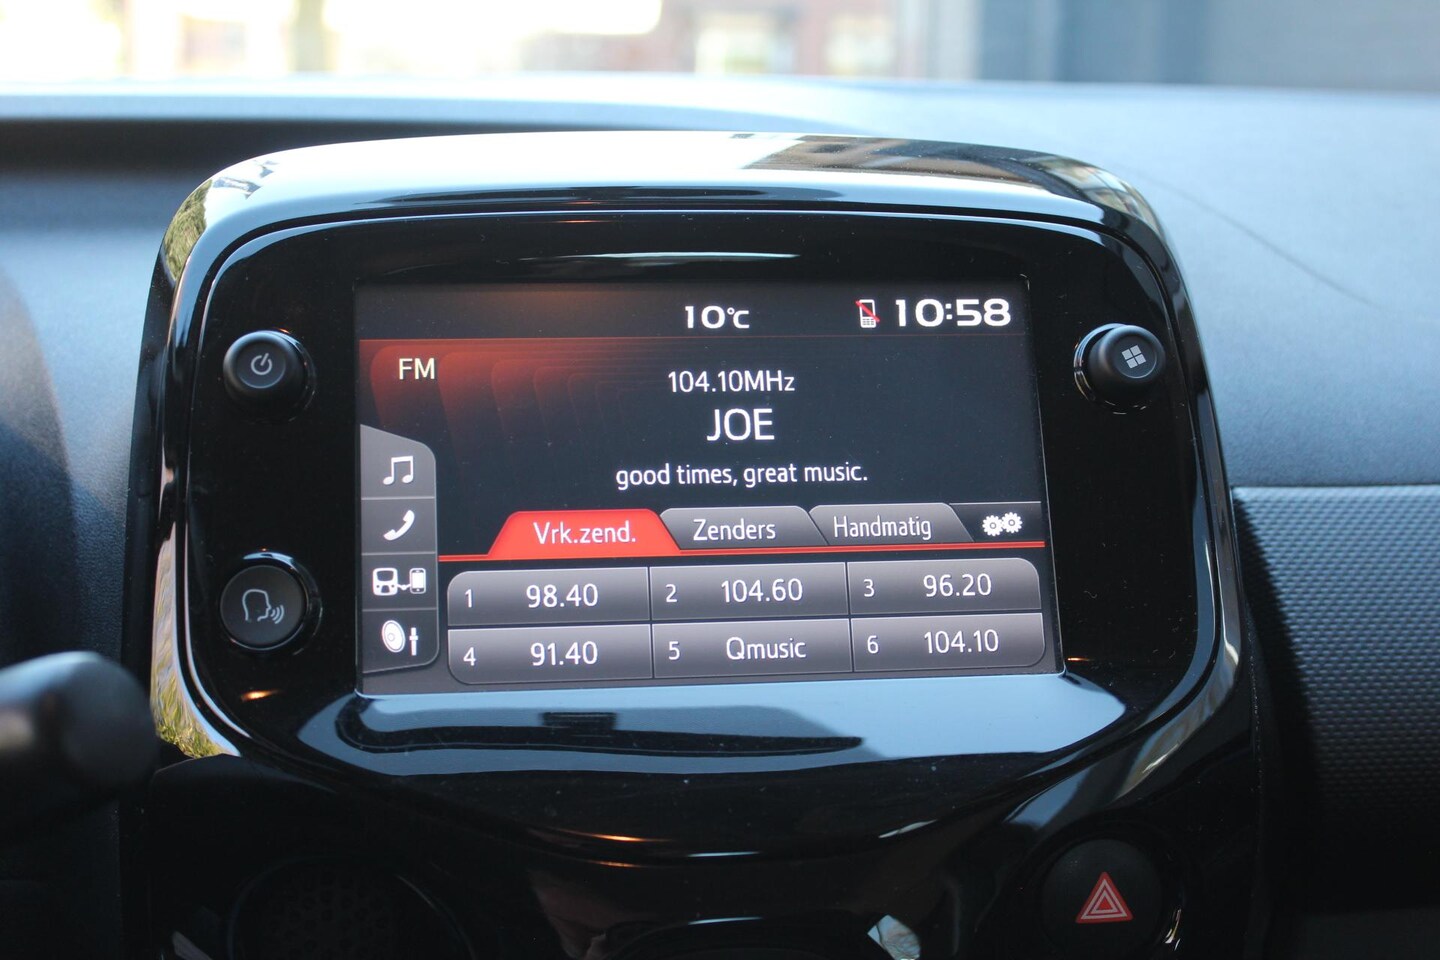 10℃ 10:58
FM
104.10MHz
JOE
good times, great music.
Vrk.zend. Zenders Handmatig
1 98.40 2 104.60 3 96.20
4 91.40 5 Qmusic 6 104.10